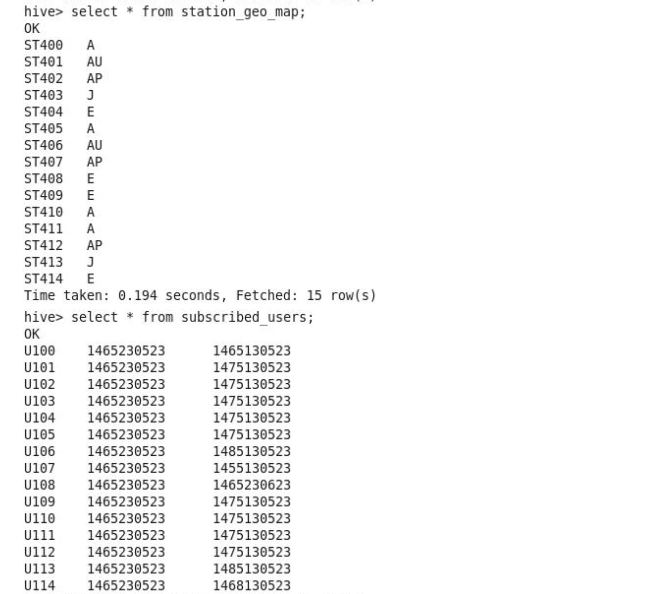 hive> select * from station_geo_map;
OK
ST400 A
ST401 AU
ST402 AP
ST403 J
ST404 E
ST405 A
ST406 AU
ST407 AP
ST408 E
ST409 E
ST410 A
ST411 A
ST412 AP
ST413 J
ST414 E
Time taken: 0.194 seconds, Fetched: 15 row(s)
hive> select * from subscribed_users;
OK
U100 1465230523 1465130523
U101 1465230523 1475130523
U102 1465230523 1475130523
U103 1465230523 1475130523
U104 1465230523 1475130523
U105 1465230523 1475130523
U106 1465230523 1485130523
U107 1465230523 1455130523
U108 1465230523 1465230623
U109 1465230523 1475130523
U110 1465230523 1475130523
U111 1465230523 1475130523
U112 1465230523 1475130523
U113 1465230523 1485130523
U114 1465230523 1468130523